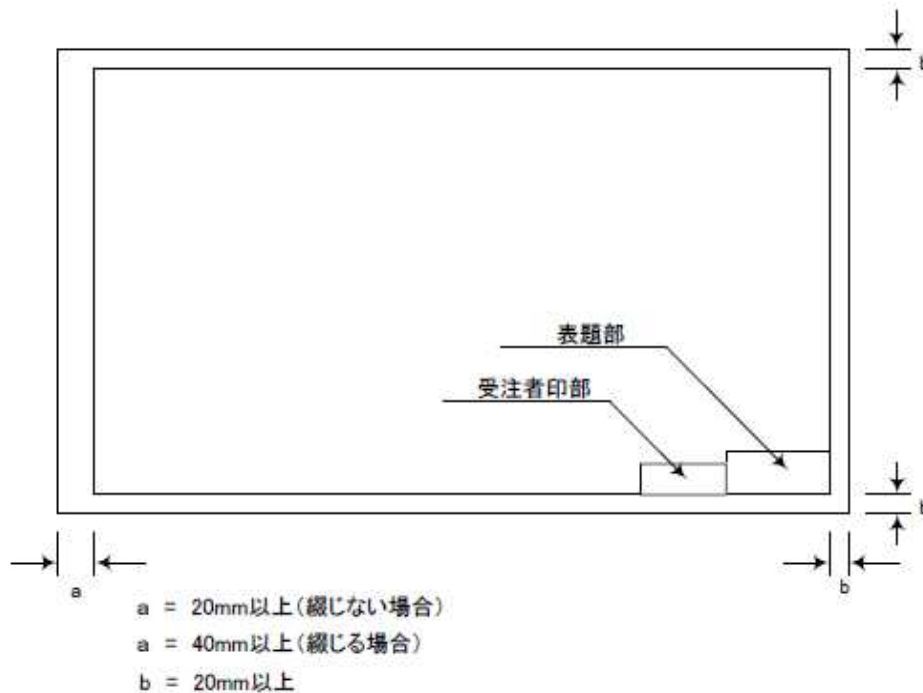 b
表題部
受注者印部
b
a
b
a = 20mm以上(綴じない場合)
a = 40mm以上(綴じる場合)
b = 20mm以上